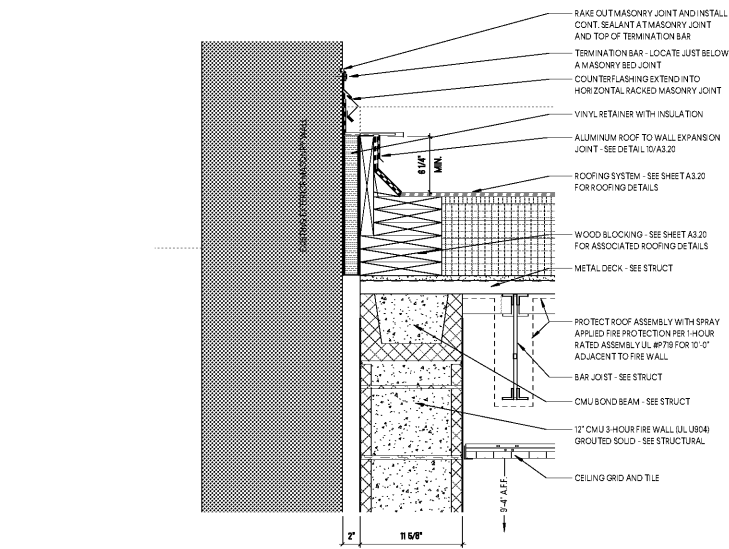 RAKE OUT MASONRY JOINT AND INSTALL
CONT. SEALANT AT MASONRY JOINT
AND TOP OF TERMINATION BAR
TERMINATION BAR - LOCATE JUST BELOW
A MASONRY BED JOINT
COUNTERFLASHING EXTEND INTO
HORIZONTAL RACKED MASONRY JOINT
VINYL RETAINER WITH INSULATION
ALUMINUM ROOF TO WALL EXPANSION
JOINT - SEE DETAIL 10/A3.20
ROOFING SYSTEM - SEE SHEET A3.20
FOR ROOFING DETAILS
WOOD BLOCKING - SEE SHEET A3.20
FOR ASSOCIATED ROOFING DETAILS
METAL DECK - SEE STRUCT
PROTECT ROOF ASSEMBLY WITH SPRAY
APPLIED FIRE PROTECTION PER 1-HOUR
RATED ASSEMBLY UL #P719 FOR 10'-0"
ADJACENT TO FIRE WALL
BAR JOIST - SEE STRUCT
CMU BOND BEAM - SEE STRUCT
12" CMU 3-HOUR FIRE WALL (UL U904)
GROUTED SOLID - SEE STRUCTURAL
CEILING GRID AND TILE
EXISTING EXTERIOR MASONRY WALL
6 1/4"
MIN.
9'-4" A.F.F.
2"
11 5/8"